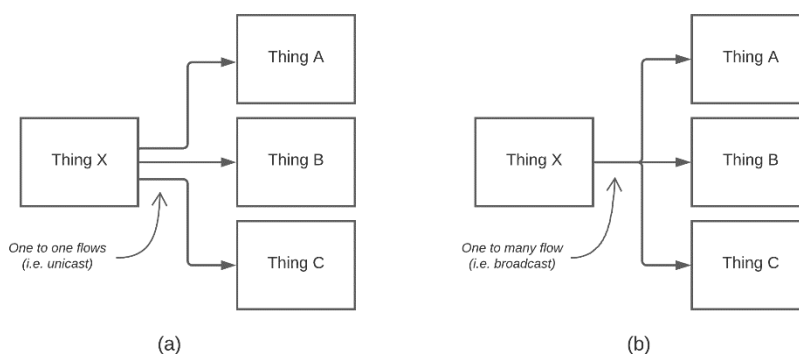 Thing A
Thing X
Thing B
One to one flows
(i.e. unicast)
Thing C
(a)
Thing A
Thing X
Thing B
One to many flow
(i.e. broadcast)
Thing C
(b)